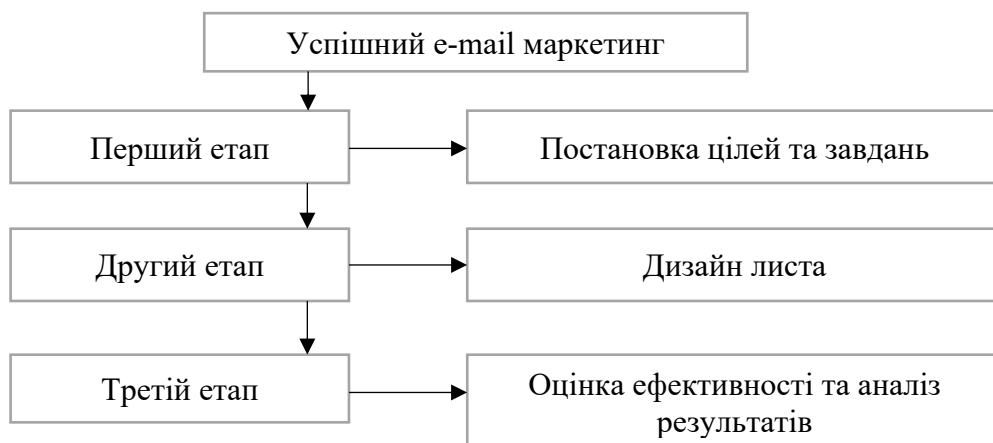 Успішний e-mail маркетинг
Перший етап
Постановка цілей та завдань
Другий етап
Дизайн листа
Третій етап
Оцінка ефективності та аналіз
результатів